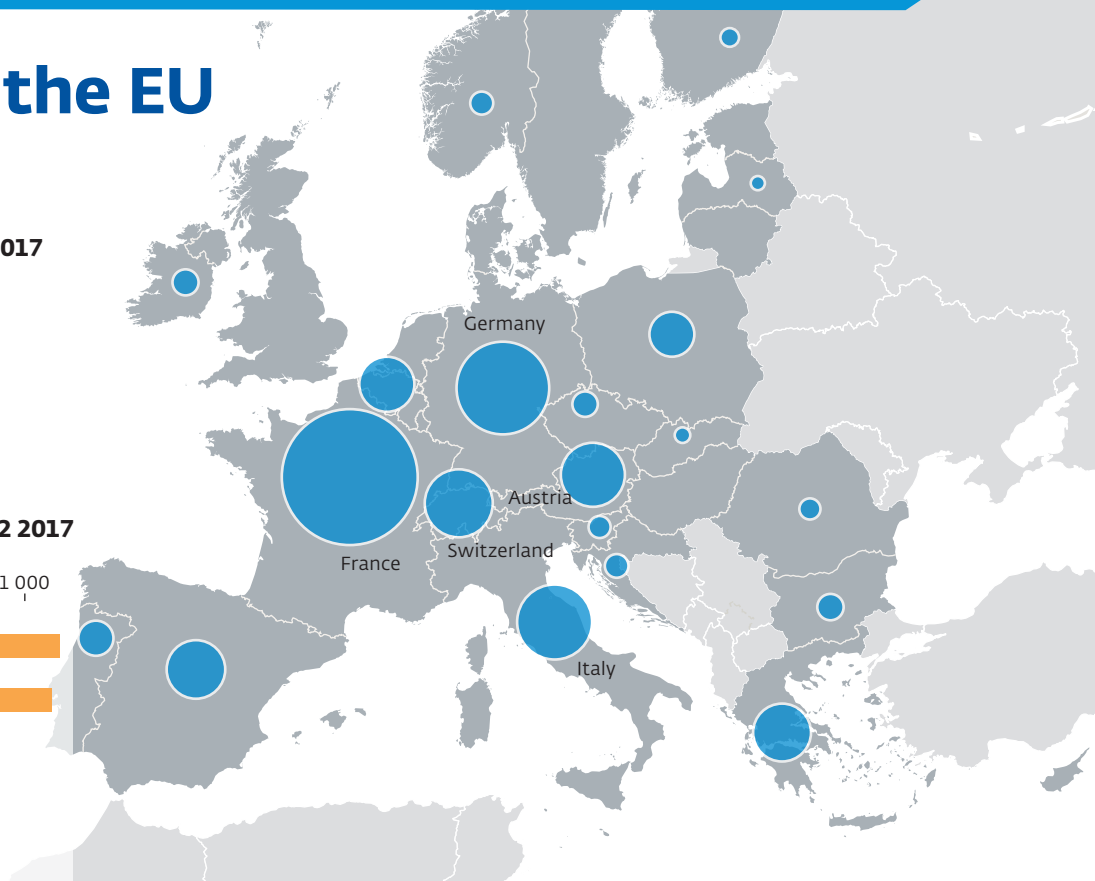 the EU
017
2 2017
1 000
Germany
Austria
Switzerland
France
Italy